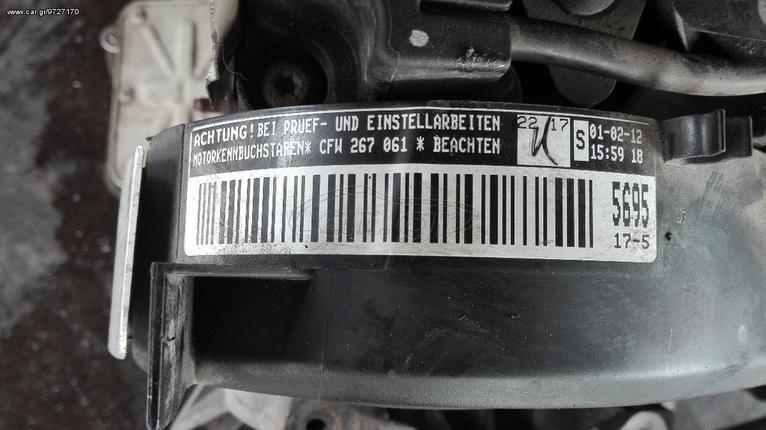 www.car.gr/9727170
ACHTUNG! BEI PRUEF- UND EINSTELLARBEITEN
MOTORKENNBUCHSTABEN* CFW 267 061 * BEACHTEN
22 17
S
01-02-12
15:59 18
5695
17-5